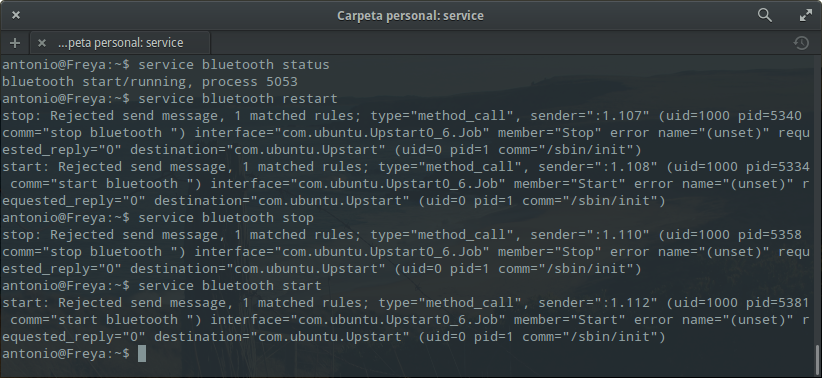 Carpeta personal: service
...peta personal: service
antonio@Freya:~$ service bluetooth status
bluetooth start/running, process 5053
antonio@Freya:~$ service bluetooth restart
stop: Rejected send message, 1 matched rules; type="method_call", sender=":1.107" (uid=1000 pid=5340
comm="stop bluetooth ") interface="com.ubuntu.Upstart0_6.Job" member="Stop" error name="(unset)" requ
ested_reply="0" destination="com.ubuntu.Upstart" (uid=0 pid=1 comm="/sbin/init")
start: Rejected send message, 1 matched rules; type="method_call", sender=":1.108" (uid=1000 pid=5334
 comm="start bluetooth ") interface="com.ubuntu.Upstart0_6.Job" member="Start" error name="(unset)" r
equested_reply="0" destination="com.ubuntu.Upstart" (uid=0 pid=1 comm="/sbin/init")
antonio@Freya:~$ service bluetooth stop
stop: Rejected send message, 1 matched rules; type="method_call", sender=":1.110" (uid=1000 pid=5358
comm="stop bluetooth ") interface="com.ubuntu.Upstart0_6.Job" member="Stop" error name="(unset)" requ
ested_reply="0" destination="com.ubuntu.Upstart" (uid=0 pid=1 comm="/sbin/init")
antonio@Freya:~$ service bluetooth start
start: Rejected send message, 1 matched rules; type="method_call", sender=":1.112" (uid=1000 pid=5381
 comm="start bluetooth ") interface="com.ubuntu.Upstart0_6.Job" member="Start" error name="(unset)" r
equested_reply="0" destination="com.ubuntu.Upstart" (uid=0 pid=1 comm="/sbin/init")
antonio@Freya:~$